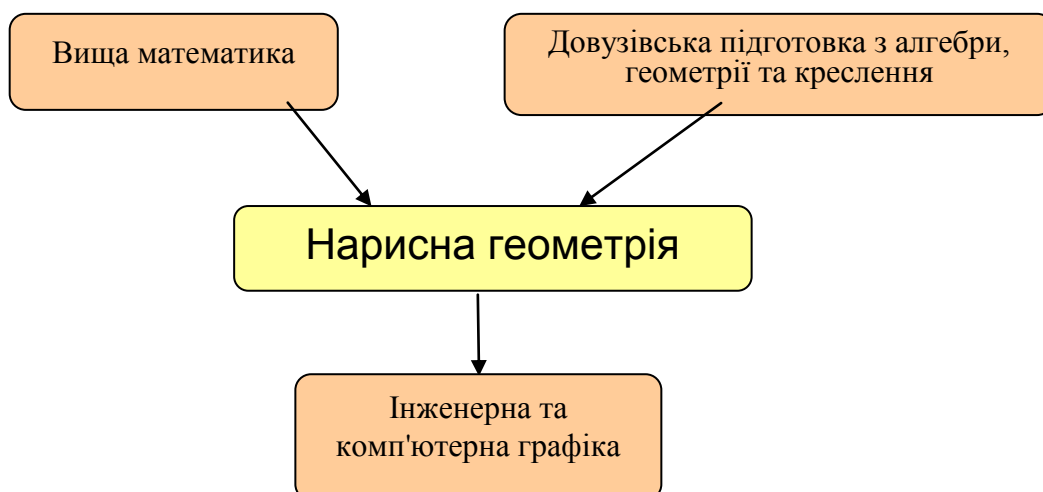 Вища математика
Довузівська підготовка з алгебри,
геометрії та креслення
Нарисна геометрія
Інженерна та
комп'ютерна графіка